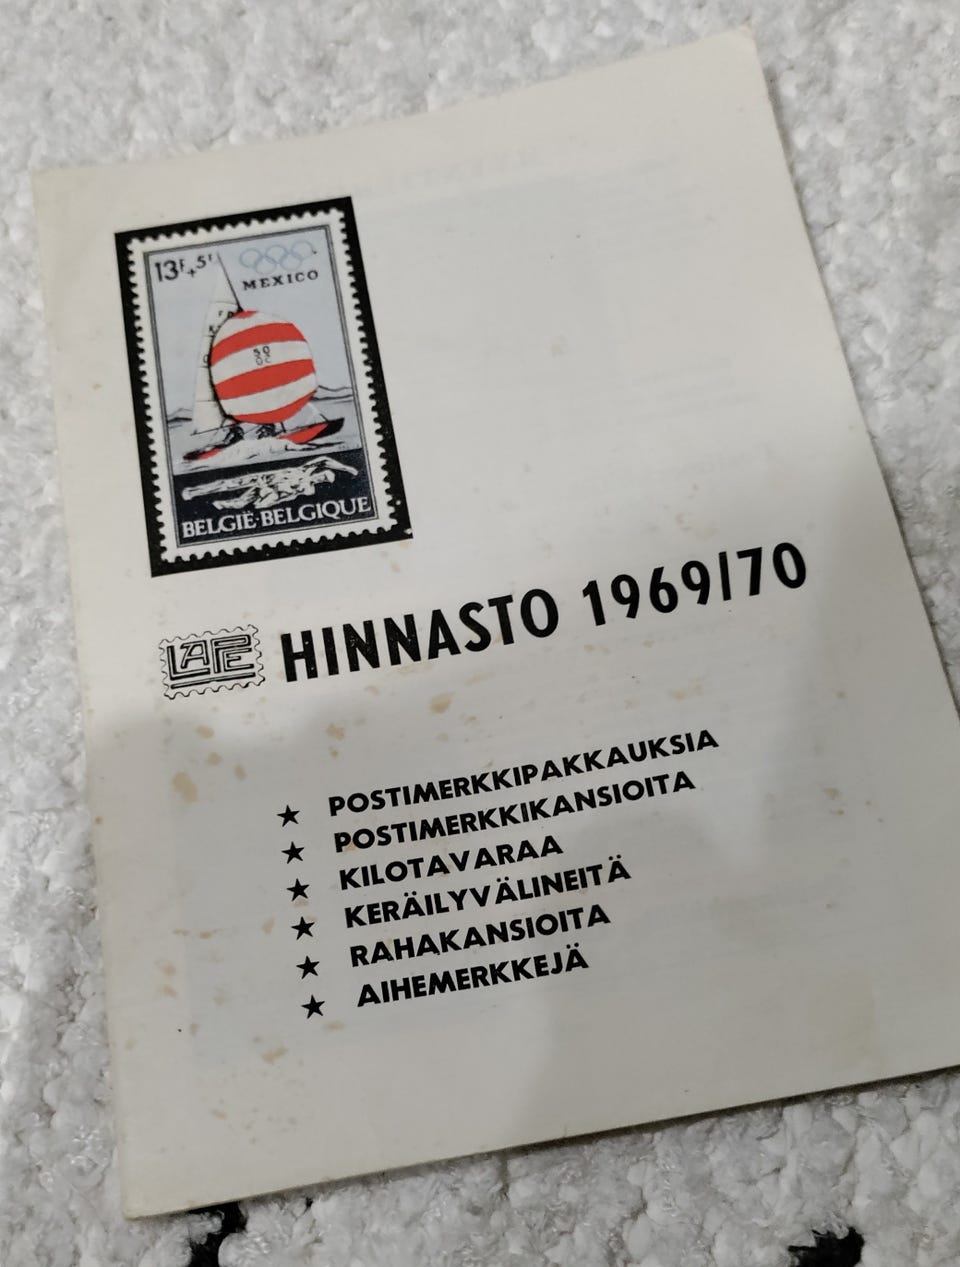 13F+5F
MEXICO
BELGIË·BELGIQUE
LAPE HINNASTO 1969/70
★ POSTIMERKKIPAKKAUKSIA
★ POSTIMERKKIKANSIOITA
★ KILOTAVARAA
★ KERÄILYVÄLINEITÄ
★ RAHAKANSIOITA
★ AIHEMERKKEJÄ